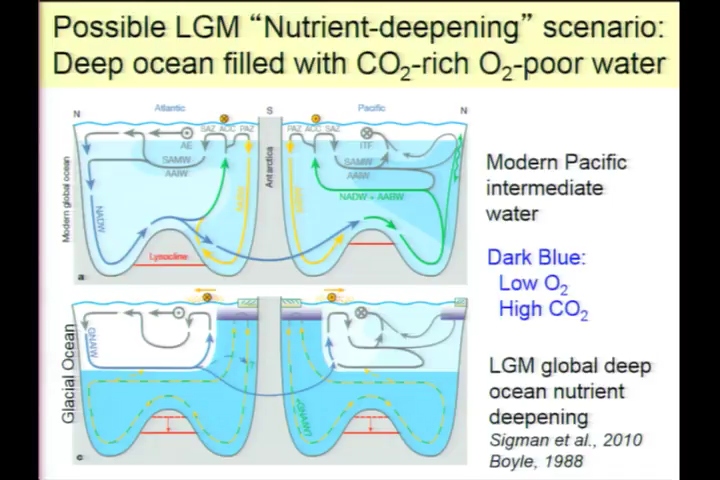 Possible LGM “Nutrient-deepening” scenario:
Deep ocean filled with CO2-rich O2-poor water
N
Atlantic
S
Pacific
N
SAZ ACC PAZ
PAZ ACC SAZ
AE
ITF
SAMW
AAIW
SAMW
AAIW
NADW + AABW
NADW
Modern global ocean
Antarctica
Lysocline
a
Modern Pacific
intermediate
water
Dark Blue:
Low O2
High CO2
GNAIW
Glacial Ocean
c
LGM global deep
ocean nutrient
deepening
Sigman et al., 2010
Boyle, 1988